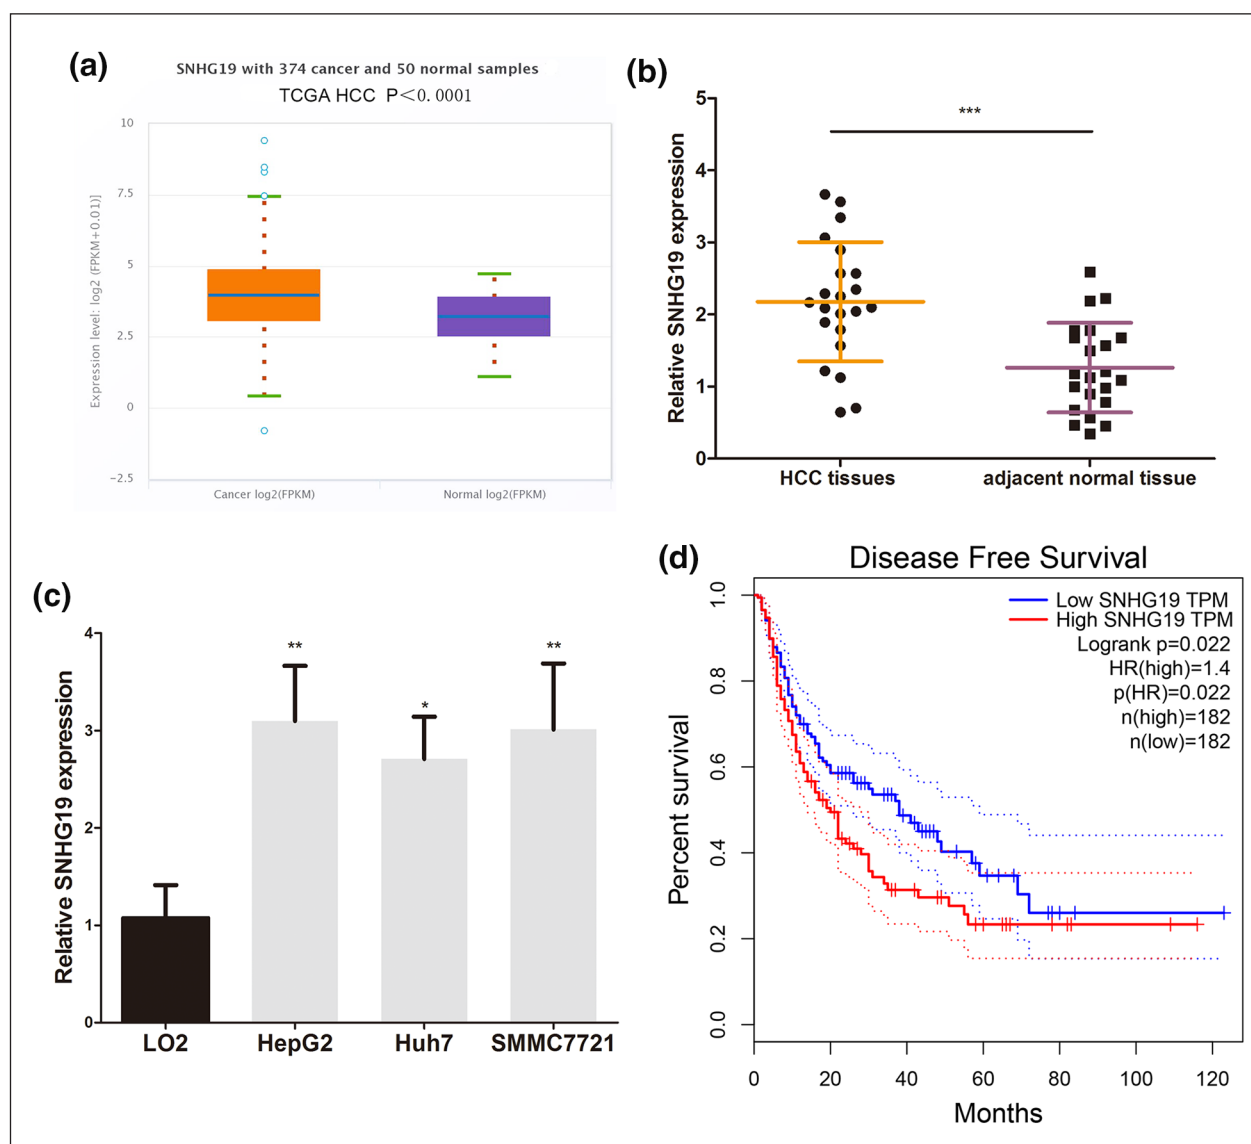 (a)
SNHG19 with 374 cancer and 50 normal samples
TCGA HCC P<0.0001
Expression level: log2 (FPKM+0.01)]
10
7.5
5
2.5
0
−2.5
Cancer log2(FPKM)
Normal log2(FPKM)
(b)
Relative SNHG19 expression
5
4
3
2
1
0
***
HCC tissues
adjacent normal tissue
(c)
Relative SNHG19 expression
4
3
2
1
0
**
*
**
LO2
HepG2
Huh7
SMMC7721
(d)
Disease Free Survival
Low SNHG19 TPM
High SNHG19 TPM
Logrank p=0.022
HR(high)=1.4
p(HR)=0.022
n(high)=182
n(low)=182
Percent survival
1.0
0.8
0.6
0.4
0.2
0.0
0
20
40
60
80
100
120
Months